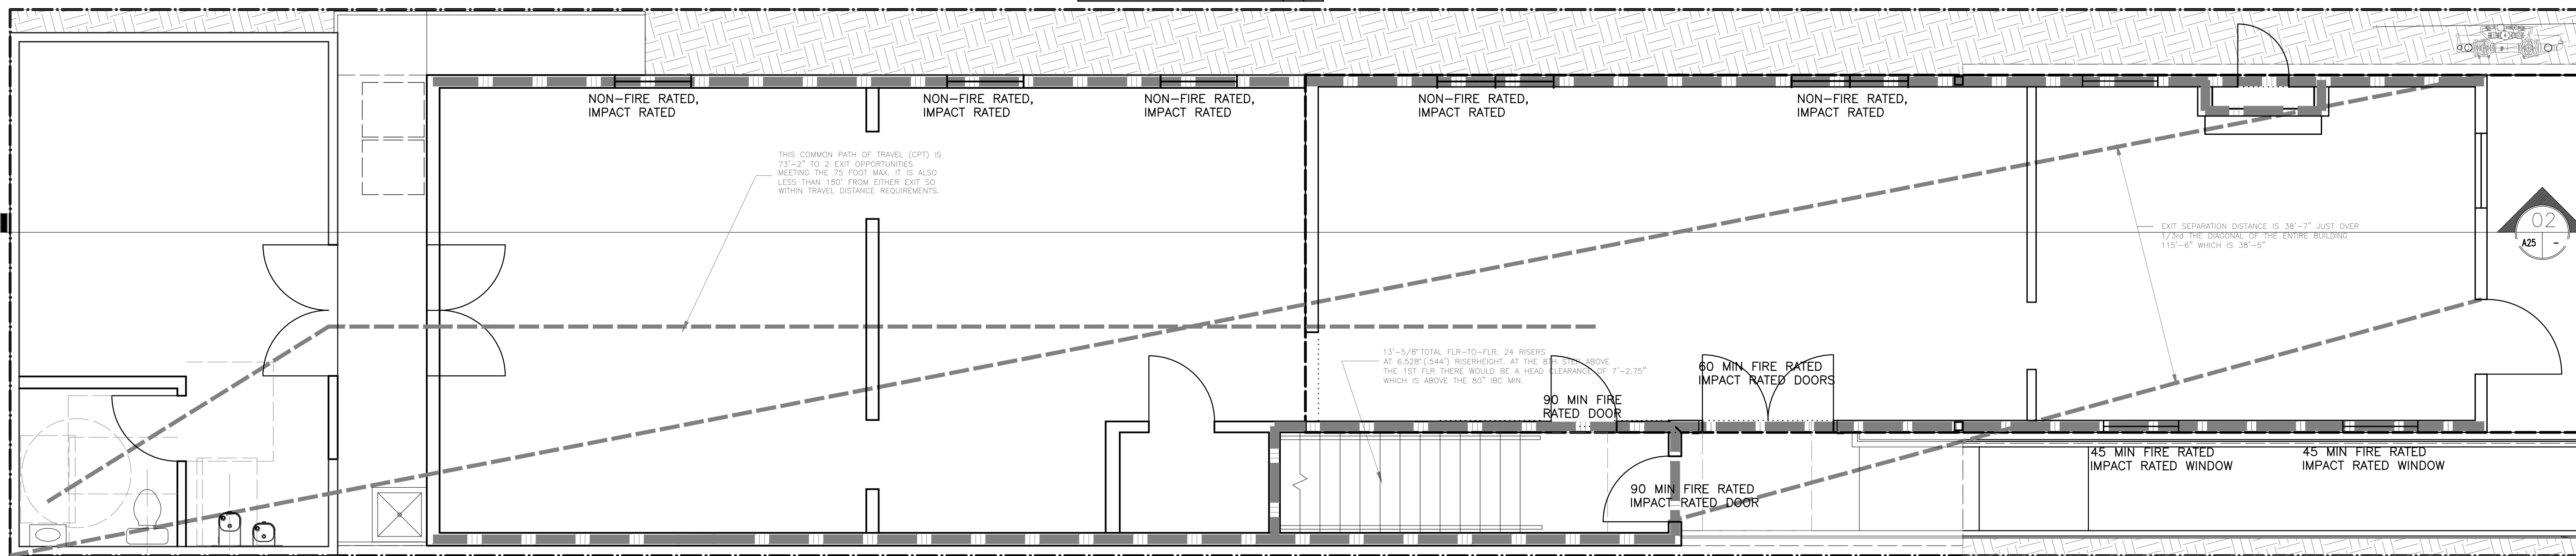 NON-FIRE RATED,
IMPACT RATED
NON-FIRE RATED,
IMPACT RATED
NON-FIRE RATED,
IMPACT RATED
NON-FIRE RATED,
IMPACT RATED
NON-FIRE RATED,
IMPACT RATED
THIS COMMON PATH OF TRAVEL (CPT) IS
73'-2" TO 2 EXIT OPPORTUNITIES
MEETING THE 75 FOOT MAX. IT IS ALSO
LESS THAN 150' FROM EITHER EXIT SO
WITHIN TRAVEL DISTANCE REQUIREMENTS.
EXIT SEPARATION DISTANCE IS 38'-7" JUST OVER
1/3rd THE DIAGONAL OF THE ENTIRE BUILDING
115'-6" WHICH IS 38'-5"
02
A25 -
13'-5/8" TOTAL FLR-TO-FLR, 24 RISERS
AT 6.528" (.544') RISERHEIGHT. AT THE 8TH STEP ABOVE
THE 1ST FLR THERE WOULD BE A HEAD CLEARANCE OF 7'-2.75"
WHICH IS ABOVE THE 80" IBC MIN.
60 MIN FIRE RATED
IMPACT RATED DOORS
90 MIN FIRE
RATED DOOR
90 MIN FIRE RATED
IMPACT RATED DOOR
45 MIN FIRE RATED
IMPACT RATED WINDOW
45 MIN FIRE RATED
IMPACT RATED WINDOW